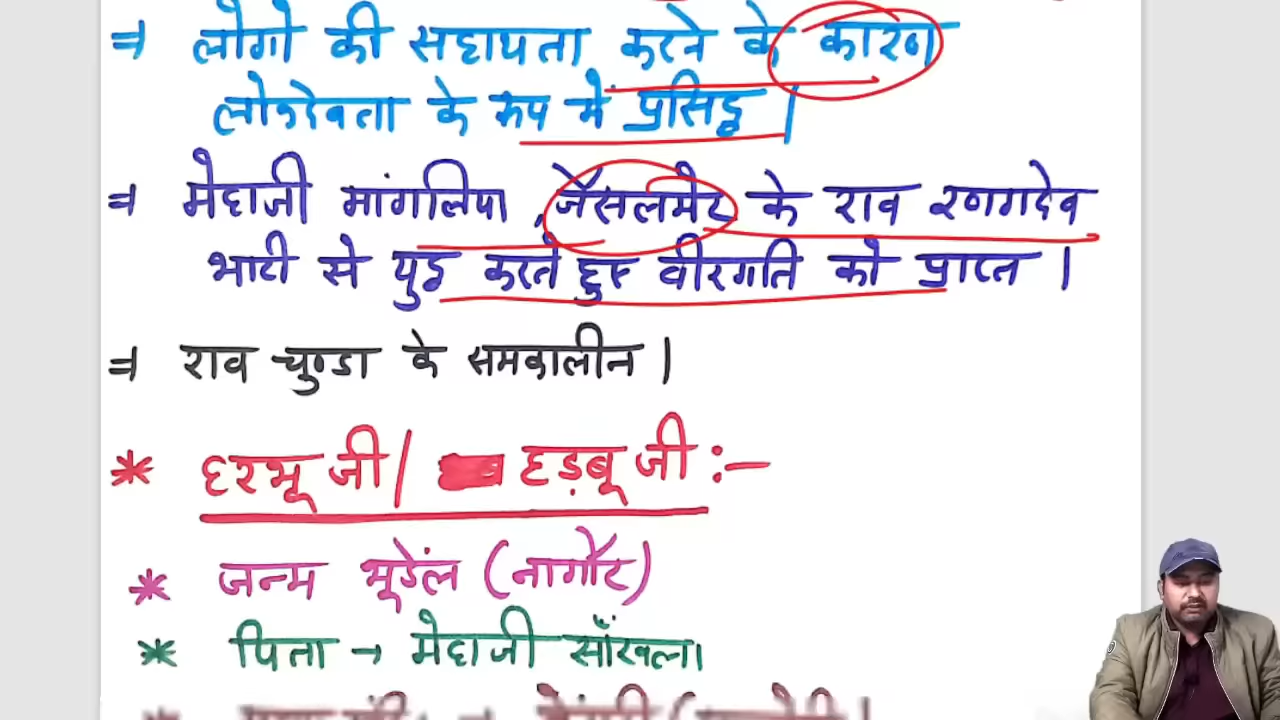 ⇒ लोगो की सहायता करने के कारण
लोकदेवता के रूप में प्रसिद्ध |
⇒ मेहाजी मांगलिया, जैसलमेर के राव रणगदेव
भाटी से युद्ध करते हुए वीरगति को प्राप्त |
⇒ राव चुण्डा के समकालीन |
* हरभू जी / हड़बू जी :-
* जन्म भूडेंल (नागौर)
* पिता → मेहाजी साँखला